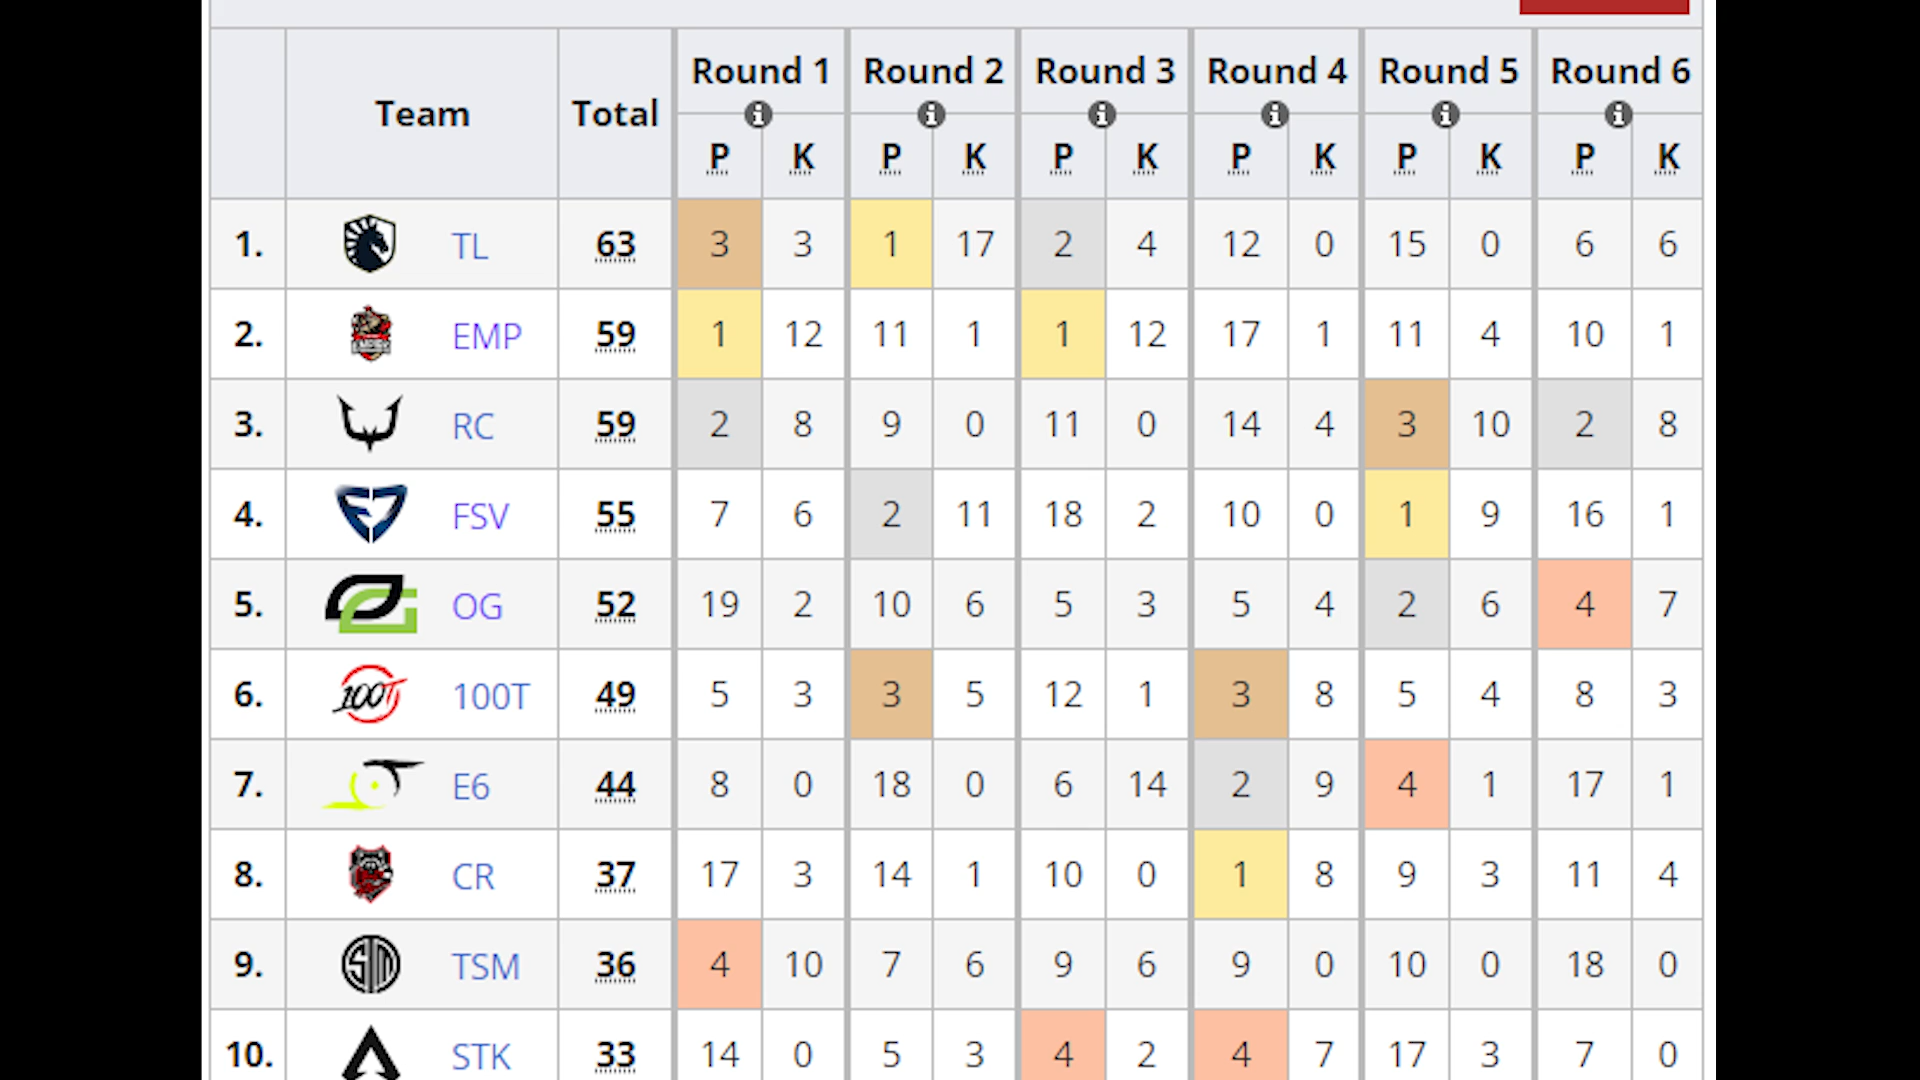 Team Total Round 1 Round 2 Round 3 Round 4 Round 5 Round 6
P K P K P K P K P K P K
1. TL 63 3 3 1 17 2 4 12 0 15 0 6 6
2. EMP 59 1 12 11 1 1 12 17 1 11 4 10 1
3. RC 59 2 8 9 0 11 0 14 4 3 10 2 8
4. FSV 55 7 6 2 11 18 2 10 0 1 9 16 1
5. OG 52 19 2 10 6 5 3 5 4 2 6 4 7
6. 100T 100T 49 5 3 3 5 12 1 3 8 5 4 8 3
7. E6 44 8 0 18 0 6 14 2 9 4 1 17 1
8. CR 37 17 3 14 1 10 0 1 8 9 3 11 4
9. TSM TSM 36 4 10 7 6 9 6 9 0 10 0 18 0
10. STK 33 14 0 5 3 4 2 4 7 17 3 7 0